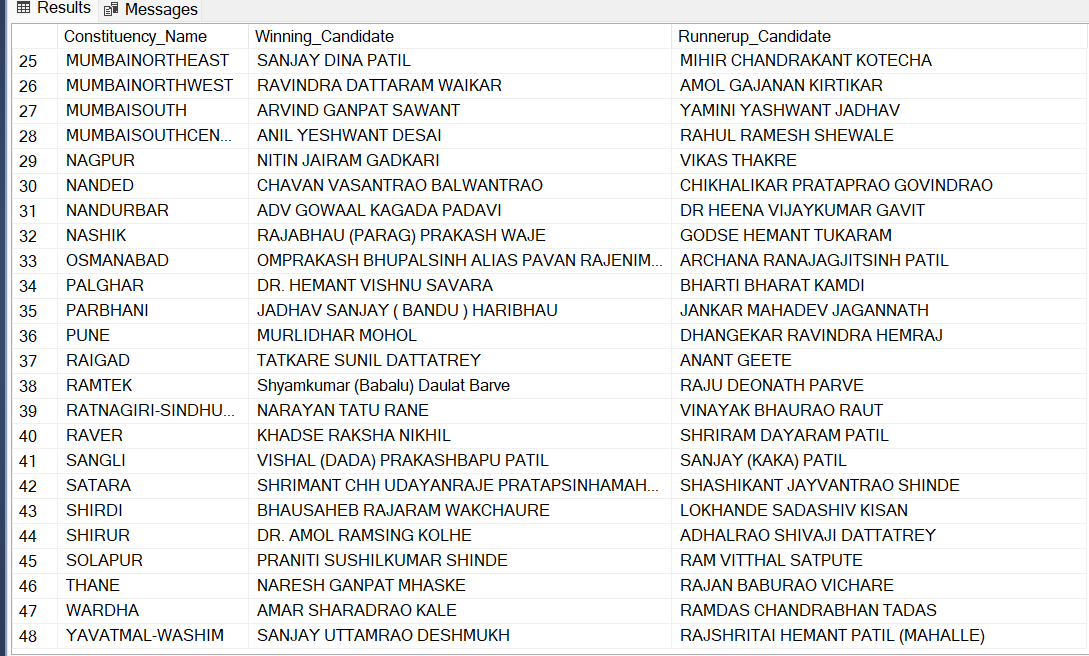 Results Messages
Constituency_Name Winning_Candidate Runnerup_Candidate
25 MUMBAINORTHEAST SANJAY DINA PATIL MIHIR CHANDRAKANT KOTECHA
26 MUMBAINORTHWEST RAVINDRA DATTARAM WAIKAR AMOL GAJANAN KIRTIKAR
27 MUMBAISOUTH ARVIND GANPAT SAWANT YAMINI YASHWANT JADHAV
28 MUMBAISOUTHCEN... ANIL YESHWANT DESAI RAHUL RAMESH SHEWALE
29 NAGPUR NITIN JAIRAM GADKARI VIKAS THAKRE
30 NANDED CHAVAN VASANTRAO BALWANTRAO CHIKHALIKAR PRATAPRAO GOVINDRAO
31 NANDURBAR ADV GOWAAL KAGADA PADAVI DR HEENA VIJAYKUMAR GAVIT
32 NASHIK RAJABHAU (PARAG) PRAKASH WAJE GODSE HEMANT TUKARAM
33 OSMANABAD OMPRAKASH BHUPALSINH ALIAS PAVAN RAJENIM... ARCHANA RANAJAGJITSINH PATIL
34 PALGHAR DR. HEMANT VISHNU SAVARA BHARTI BHARAT KAMDI
35 PARBHANI JADHAV SANJAY ( BANDU ) HARIBHAU JANKAR MAHADEV JAGANNATH
36 PUNE MURLIDHAR MOHOL DHANGEKAR RAVINDRA HEMRAJ
37 RAIGAD TATKARE SUNIL DATTATREY ANANT GEETE
38 RAMTEK Shyamkumar (Babalu) Daulat Barve RAJU DEONATH PARVE
39 RATNAGIRI-SINDHU... NARAYAN TATU RANE VINAYAK BHAURAO RAUT
40 RAVER KHADSE RAKSHA NIKHIL SHRIRAM DAYARAM PATIL
41 SANGLI VISHAL (DADA) PRAKASHBAPU PATIL SANJAY (KAKA) PATIL
42 SATARA SHRIMANT CHH UDAYANRAJE PRATAPSINHAMAH... SHASHIKANT JAYVANTRAO SHINDE
43 SHIRDI BHAUSAHEB RAJARAM WAKCHAURE LOKHANDE SADASHIV KISAN
44 SHIRUR DR. AMOL RAMSING KOLHE ADHALRAO SHIVAJI DATTATREY
45 SOLAPUR PRANITI SUSHILKUMAR SHINDE RAM VITTHAL SATPUTE
46 THANE NARESH GANPAT MHASKE RAJAN BABURAO VICHARE
47 WARDHA AMAR SHARADRAO KALE RAMDAS CHANDRABHAN TADAS
48 YAVATMAL-WASHIM SANJAY UTTAMRAO DESHMUKH RAJSHRITAI HEMANT PATIL (MAHALLE)